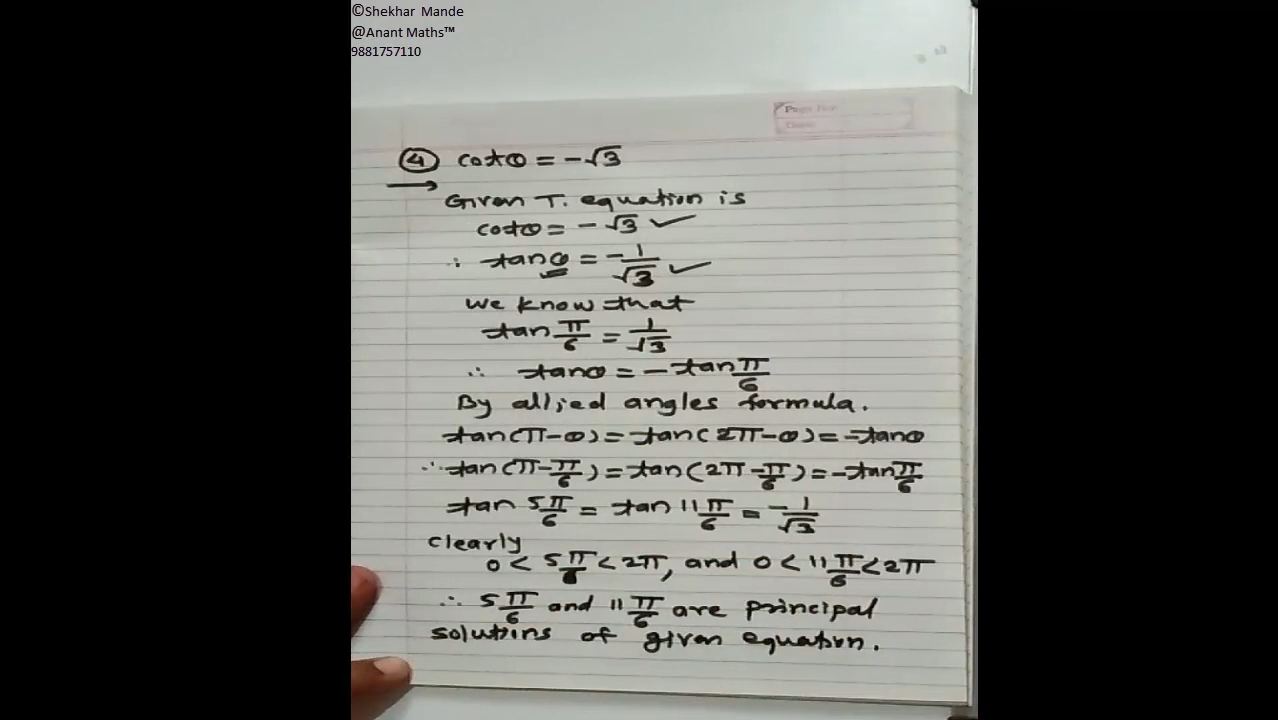 ©Shekhar Mande
@Anant Maths™
9881757110
Page No.
④ cotθ = -√3
→ Given T. equation is
cotθ = -√3 ✓
∴ tanθ = -1/√3 ✓
we know that
tan π/6 = 1/√3
∴ tanθ = -tan π/6
By allied angles formula.
tan(π-θ) = tan(2π-θ) = -tanθ
∴ tan(π-π/6) = tan(2π-π/6) = -tan π/6
tan 5π/6 = tan 11π/6 = -1/√3
clearly
0 < 5π/6 < 2π, and 0 < 11π/6 < 2π
∴ 5π/6 and 11π/6 are principal
solutions of given equation.